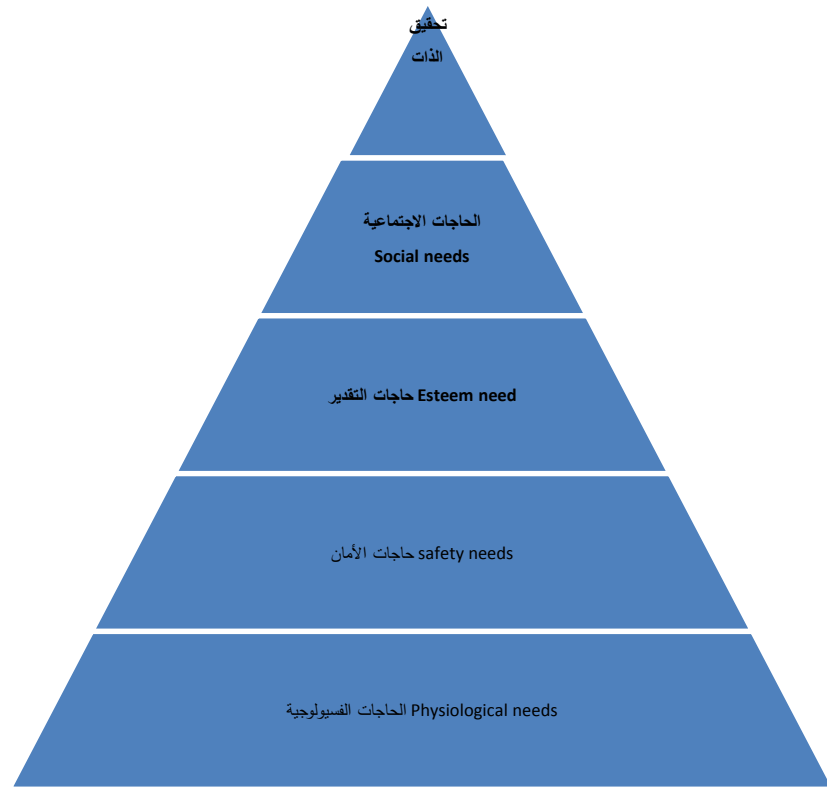 تحقيق
الذات
الحاجات الاجتماعية
Social needs
حاجات التقدير Esteem need
حاجات الأمان safety needs
الحاجات الفسيولوجية Physiological needs